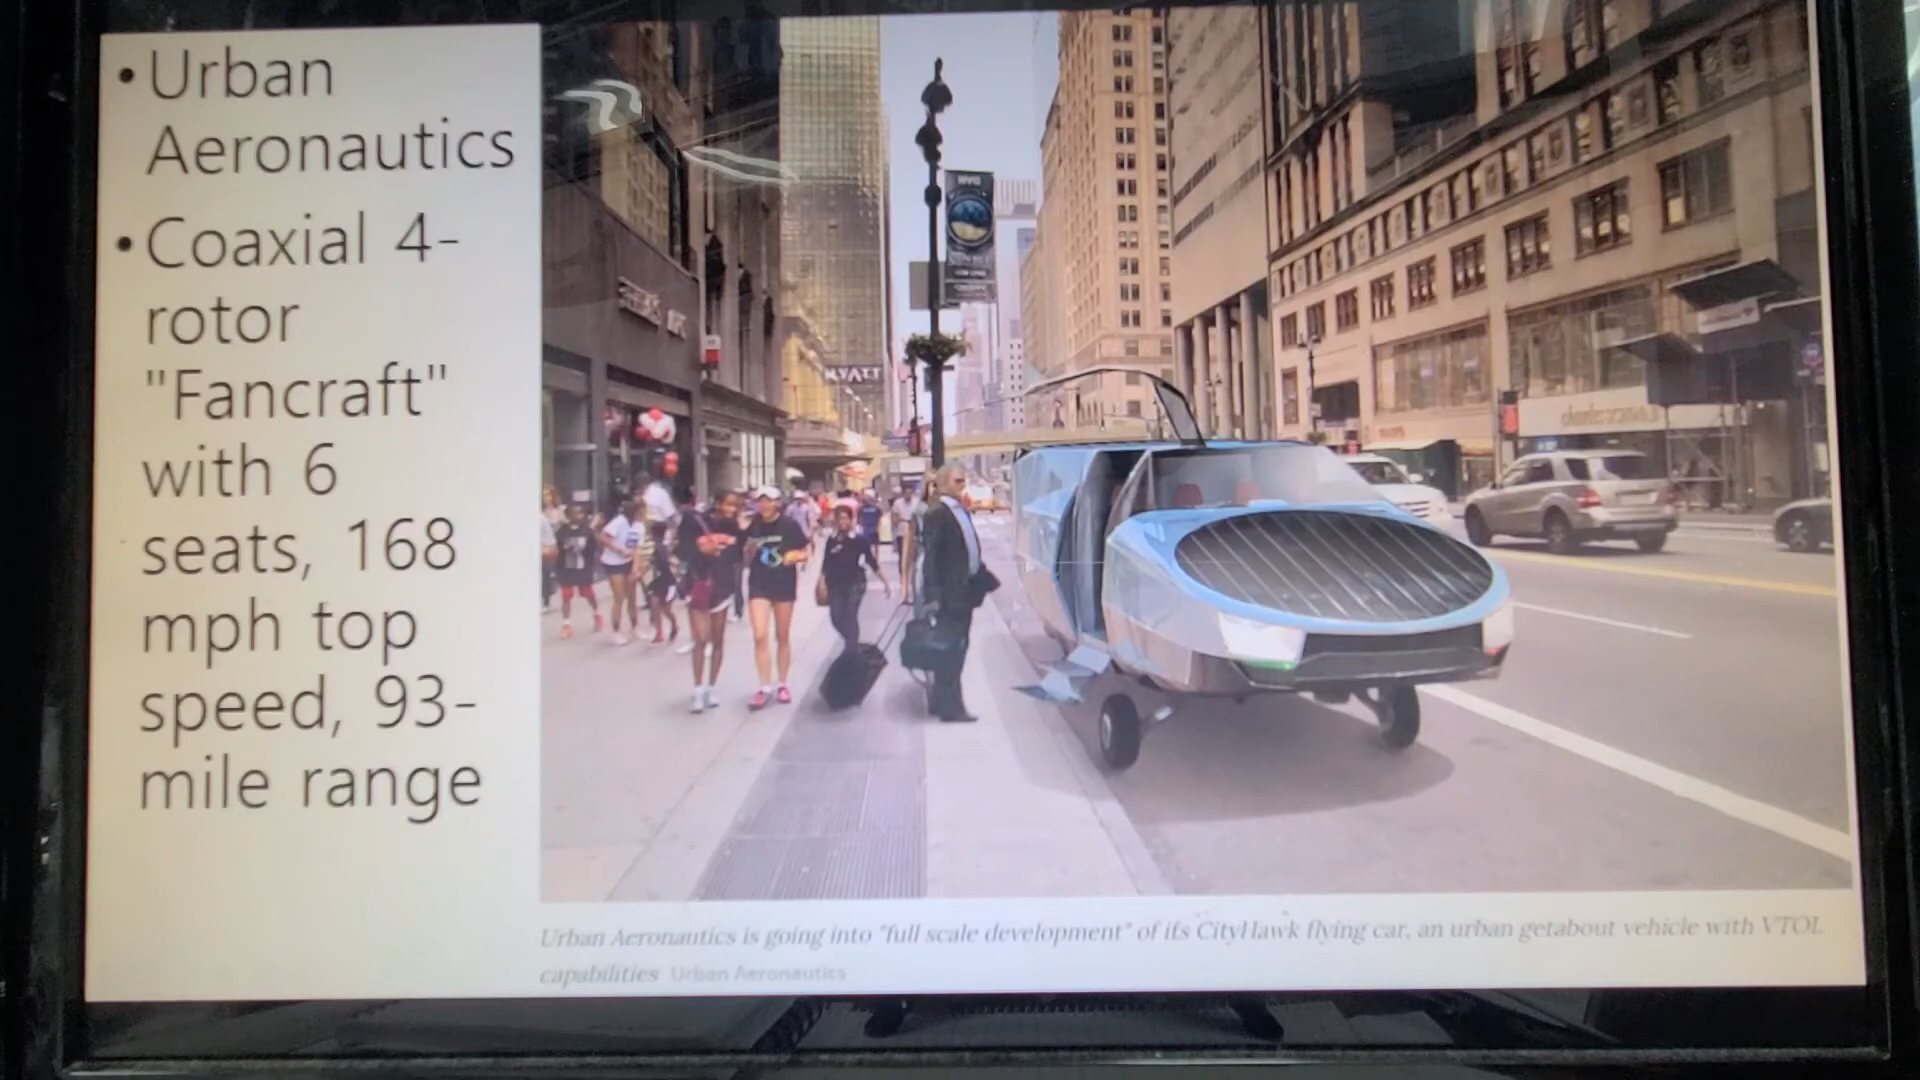 • Urban
Aeronautics
• Coaxial 4-
rotor
"Fancraft"
with 6
seats, 168
mph top
speed, 93-
mile range
HYATT
NYC
Urban Aeronautics is going into "full scale development" of its CityHawk flying car, an urban getabout vehicle with VTOL
capabilities Urban Aeronautics